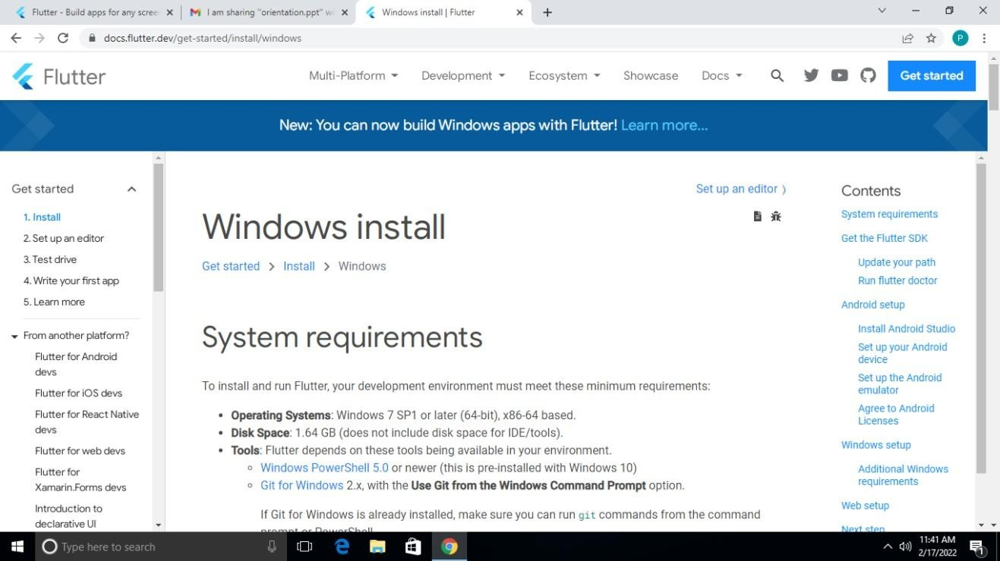 Flutter - Build apps for any scree
I am sharing "orientation.ppt" wi
Windows install | Flutter
docs.flutter.dev/get-started/install/windows
P
Flutter
Multi-Platform
Development
Ecosystem
Showcase
Docs
Get started
New: You can now build Windows apps with Flutter! Learn more...
Get started
1. Install
2. Set up an editor
3. Test drive
4. Write your first app
5. Learn more
From another platform?
Flutter for Android
devs
Flutter for iOS devs
Flutter for React Native
devs
Flutter for web devs
Flutter for
Xamarin.Forms devs
Introduction to
declarative UI
Set up an editor ⟩
Windows install
Get started > Install > Windows
System requirements
To install and run Flutter, your development environment must meet these minimum requirements:
• Operating Systems: Windows 7 SP1 or later (64-bit), x86-64 based.
• Disk Space: 1.64 GB (does not include disk space for IDE/tools).
• Tools: Flutter depends on these tools being available in your environment.
◦ Windows PowerShell 5.0 or newer (this is pre-installed with Windows 10)
◦ Git for Windows 2.x, with the Use Git from the Windows Command Prompt option.
If Git for Windows is already installed, make sure you can run git commands from the command
prompt or PowerShell.
Contents
System requirements
Get the Flutter SDK
Update your path
Run flutter doctor
Android setup
Install Android Studio
Set up your Android
device
Set up the Android
emulator
Agree to Android
Licenses
Windows setup
Additional Windows
requirements
Web setup
Next step
Type here to search
11:41 AM
2/17/2022
1